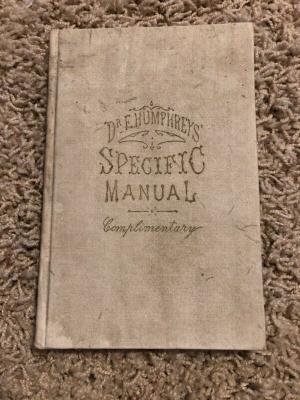 DR. E. HUMPHREYS'
SPECIFIC
MANUAL
Complimentary